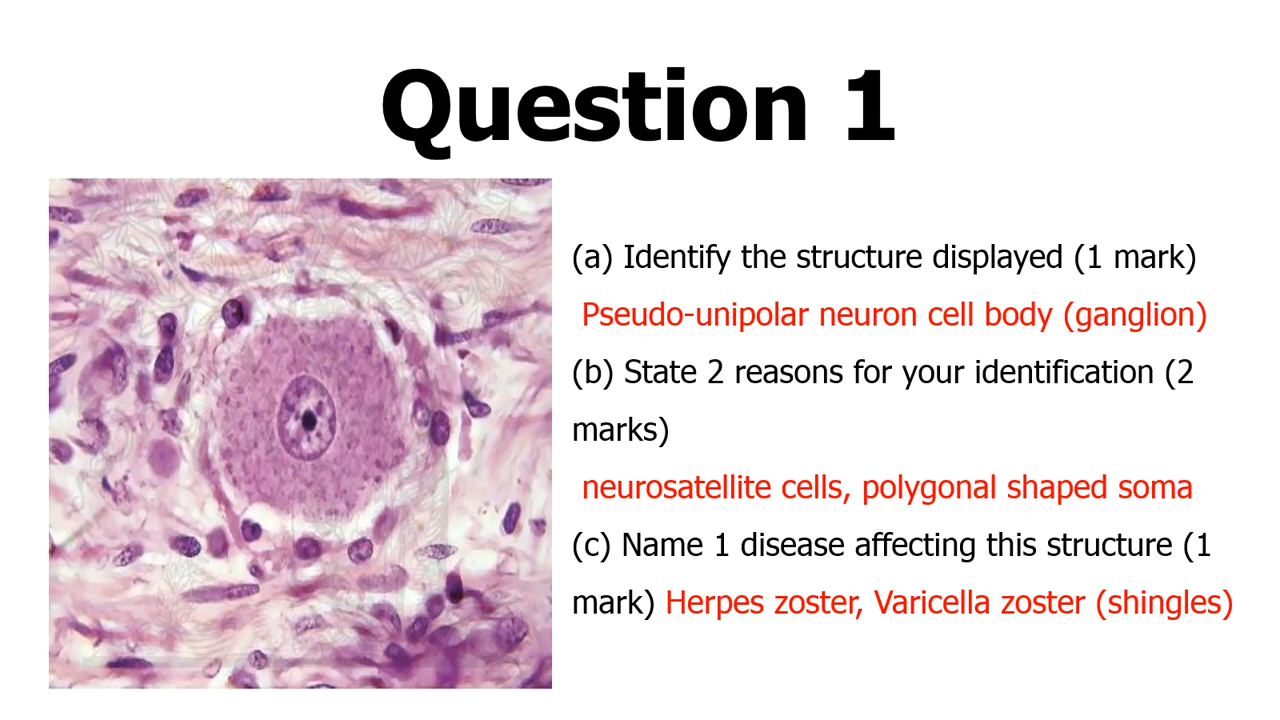 Question 1
(a) Identify the structure displayed (1 mark)
Pseudo-unipolar neuron cell body (ganglion)
(b) State 2 reasons for your identification (2
marks)
neurosatellite cells, polygonal shaped soma
(c) Name 1 disease affecting this structure (1
mark) Herpes zoster, Varicella zoster (shingles)